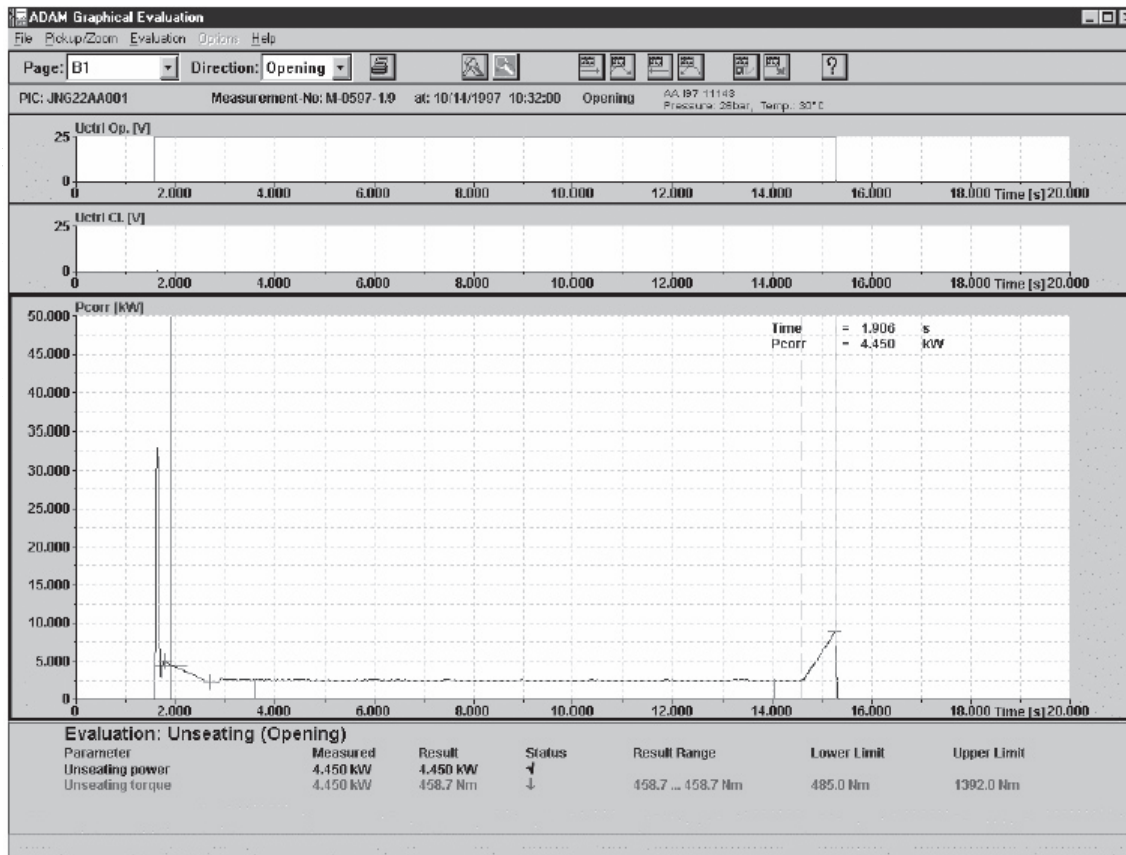 ADAM Graphical Evaluation
File Pickup/Zoom Evaluation Options Help
Page: B1 Direction: Opening ?
PIC: JNG22AA001 Measurement-No: M-0597-1.9 at: 10/14/1997 10:32:00 Opening AA I97 11143
Pressure: 26bar, Temp.: 30°C
Uctrl Op. [V]
25
0
0 2.000 4.000 6.000 8.000 10.000 12.000 14.000 16.000 18.000 Time [s] 20.000
Uctrl Cl. [V]
25
0
0 2.000 4.000 6.000 8.000 10.000 12.000 14.000 16.000 18.000 Time [s] 20.000
Pcorr [kW]
50.000
Time = 1.906 s
Pcorr = 4.450 kW
45.000
40.000
35.000
30.000
25.000
20.000
15.000
10.000
5.000
0
0 2.000 4.000 6.000 8.000 10.000 12.000 14.000 16.000 18.000 Time [s] 20.000
Evaluation: Unseating (Opening)
Parameter Measured Result Status Result Range Lower Limit Upper Limit
Unseating power 4.450 kW 4.450 kW √
Unseating torque 4.450 kW 458.7 Nm ↓ 458.7 ... 458.7 Nm 485.0 Nm 1392.0 Nm